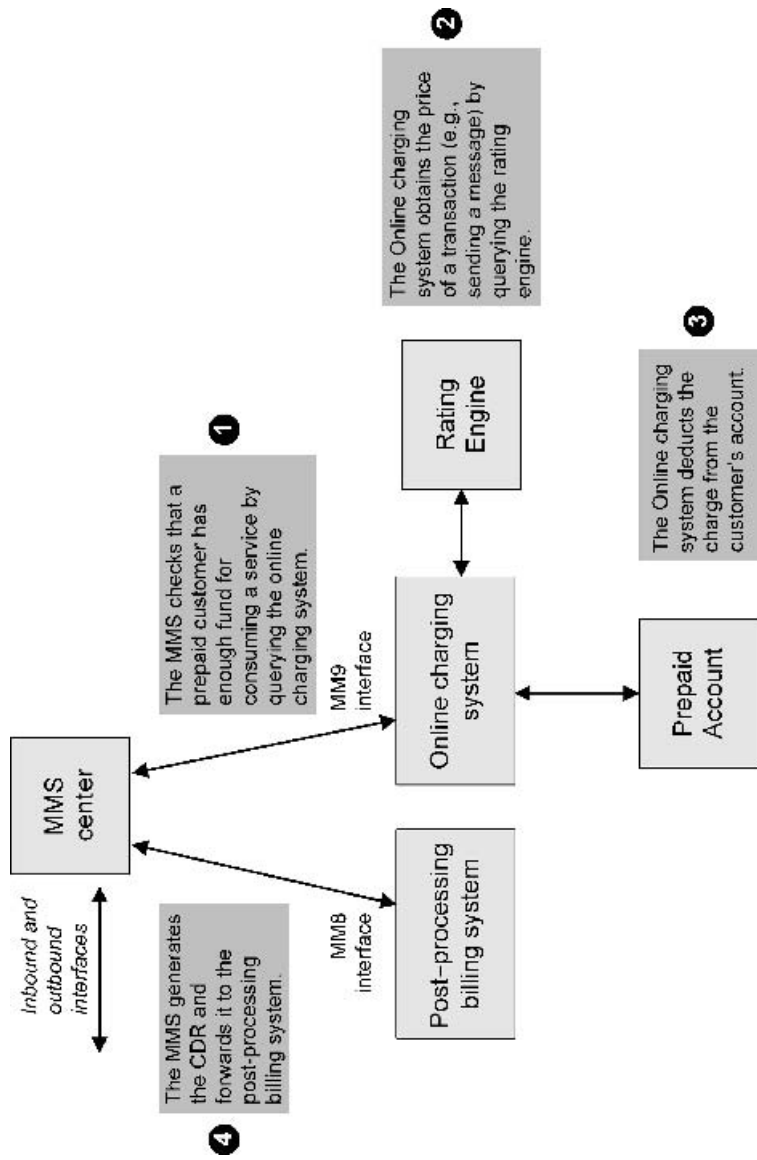 Inbound and
outbound
interfaces
MMS
center
The MMS generates
the CDR and
forwards it to the
post-processing
billing system.
4
The MMS checks that a
prepaid customer has
enough fund for
consuming a service by
querying the online
charging system.
1
MM8
interface
MM9
interface
Post-processing
billing system
Online charging
system
Rating
Engine
The Online charging
system obtains the price
of a transaction (e.g.,
sending a message) by
querying the rating
engine.
2
Prepaid
Account
The Online charging
system deducts the
charge from the
customer's account.
3